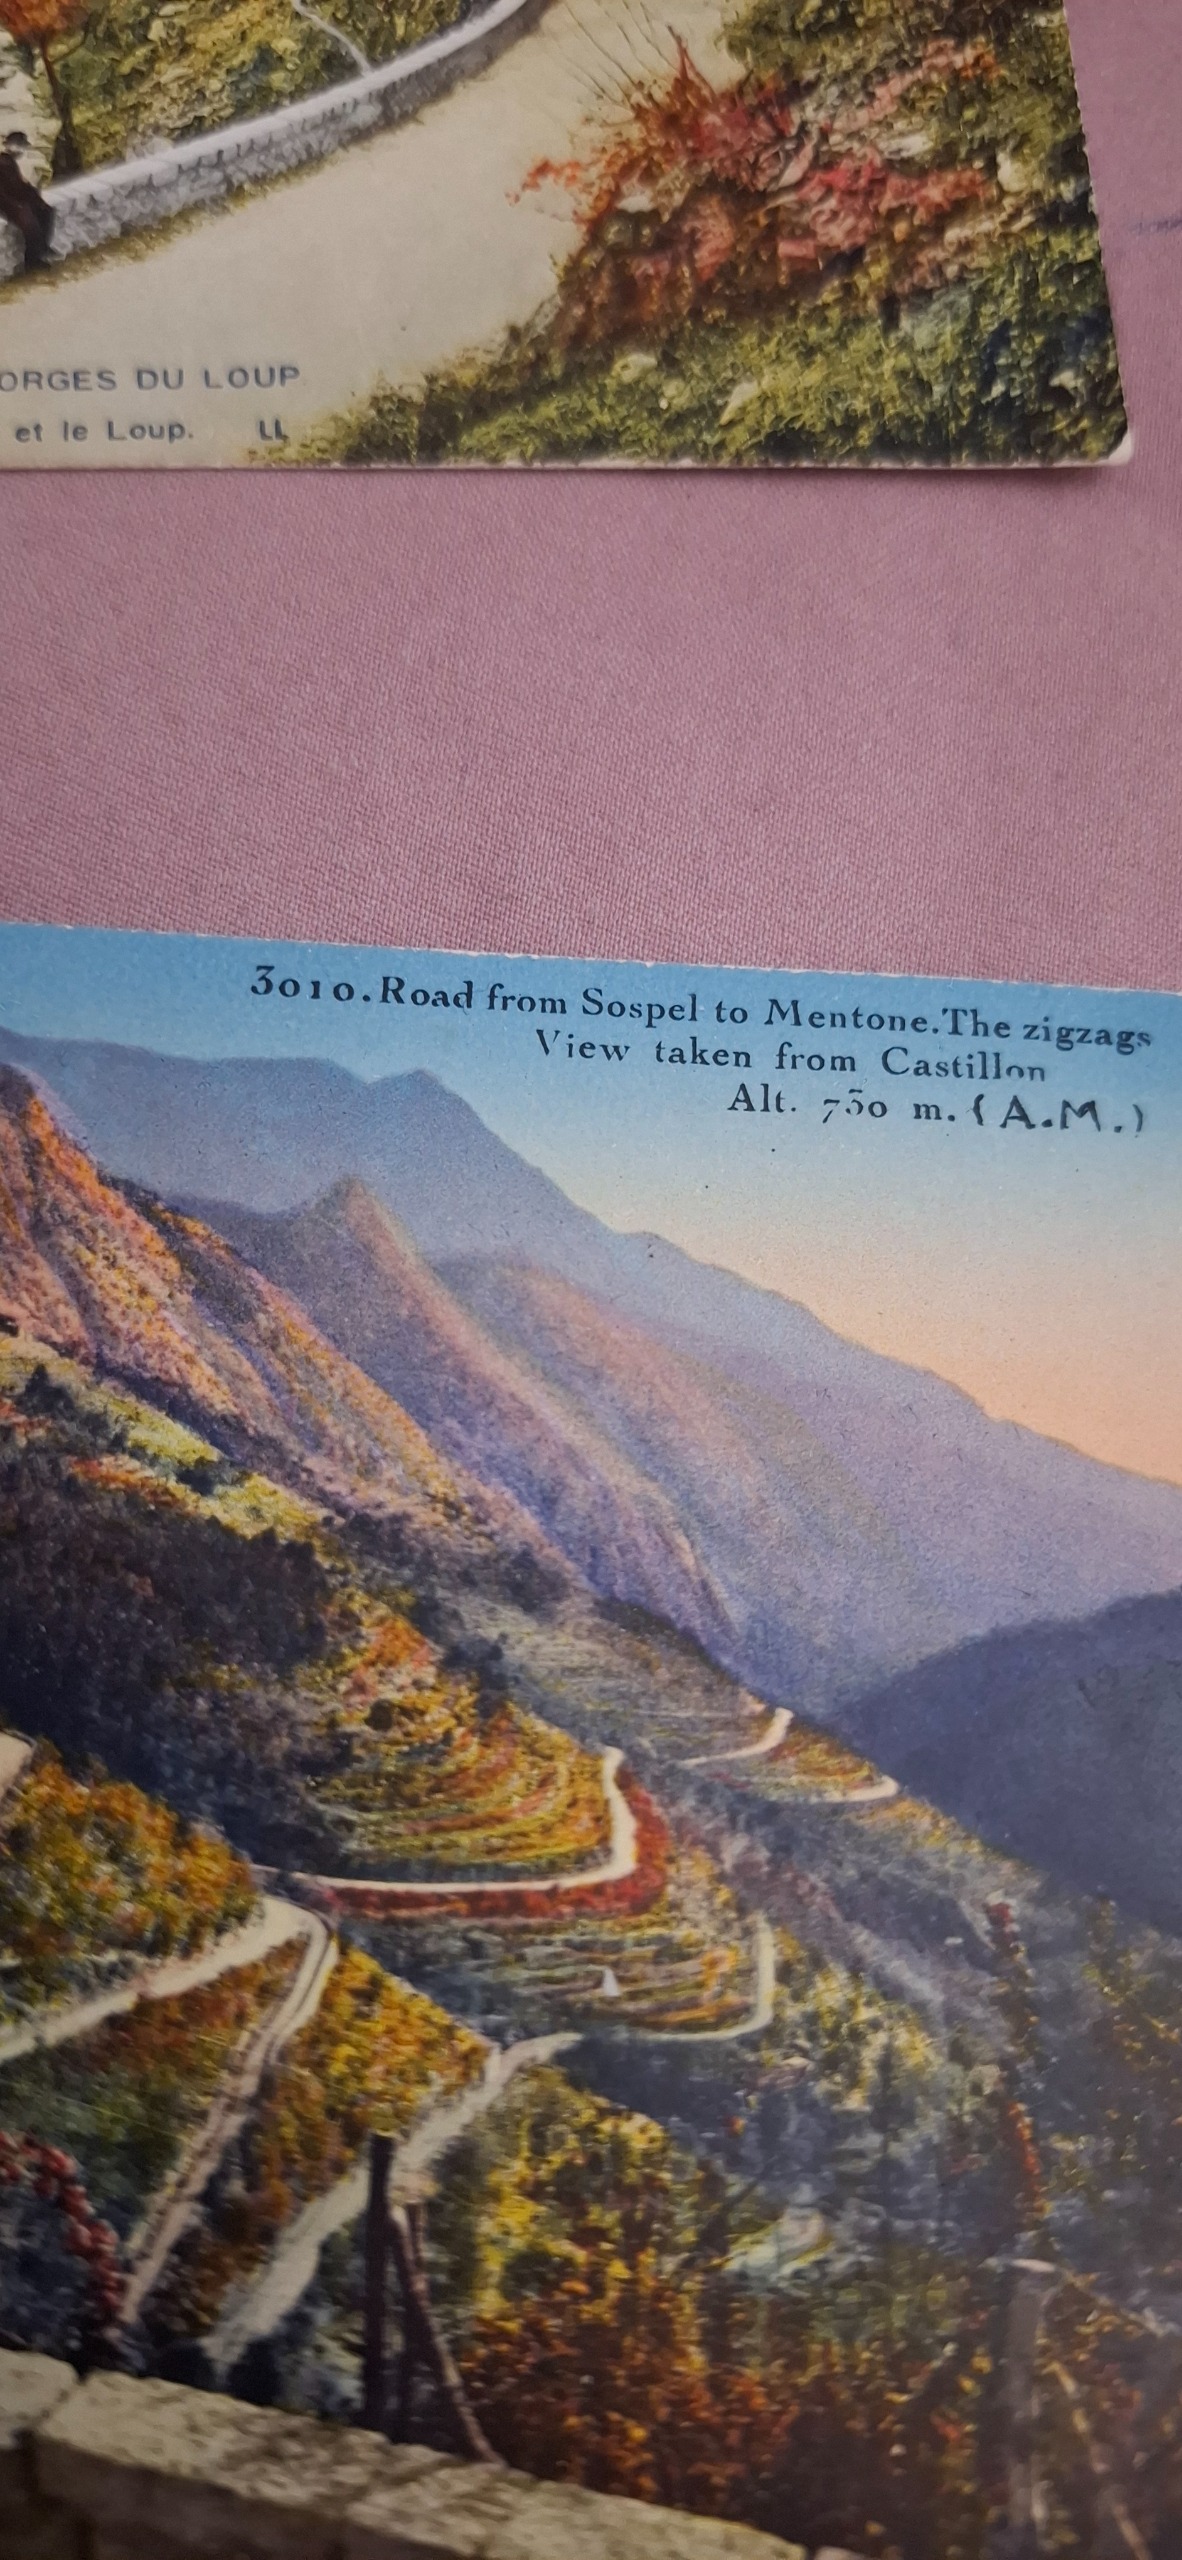 ORGES DU LOUP
et le Loup. LL
3010. Road from Sospel to Mentone. The zigzags
View taken from Castillon
Alt. 750 m. (A.M.)